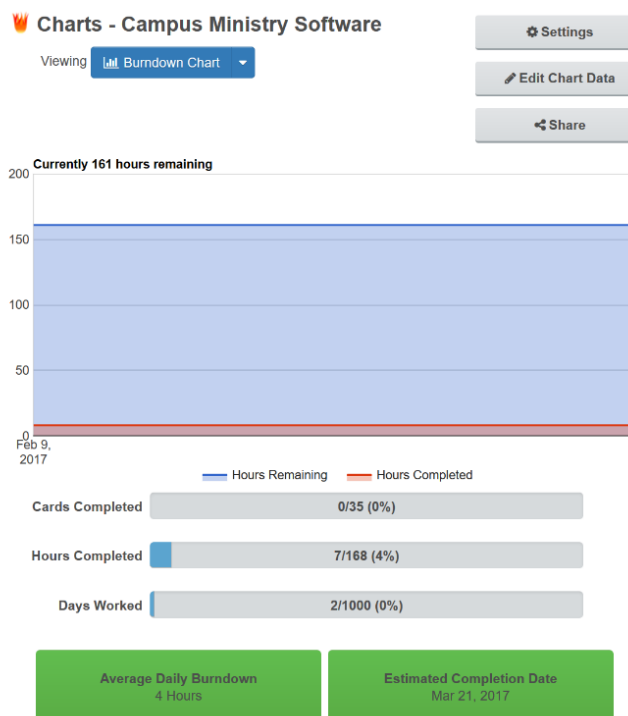 Charts - Campus Ministry Software
Settings
Viewing Burndown Chart
Edit Chart Data
Share
Currently 161 hours remaining
200
150
100
50
0
Feb 9,
2017
Hours Remaining Hours Completed
Cards Completed 0/35 (0%)
Hours Completed 7/168 (4%)
Days Worked 2/1000 (0%)
Average Daily Burndown
4 Hours
Estimated Completion Date
Mar 21, 2017